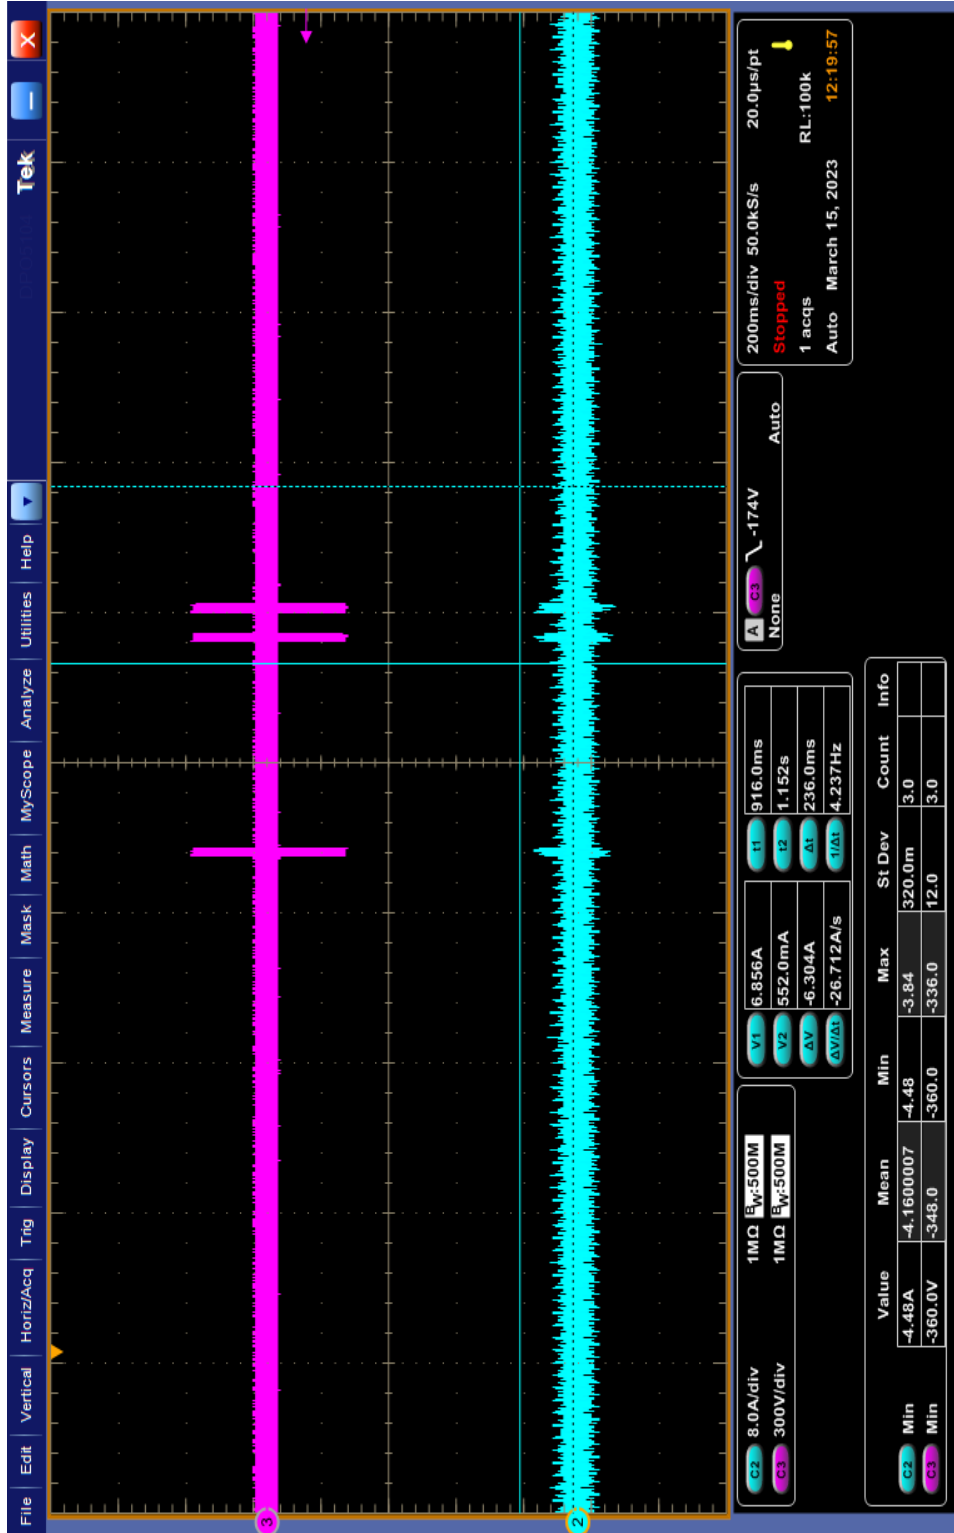 File Edit Vertical Horiz/Acq Trig Display Cursors Measure Mask Math MyScope Analyze Utilities Help Tek
3
2
C2 8.0A/div 1MΩ BW:500M
C3 300V/div 1MΩ BW:500M
V1 6.856A
V2 552.0mA
ΔV -6.304A
ΔV/Δt -26.712A/s
t1 916.0ms
t2 1.152s
Δt 236.0ms
1/Δt 4.237Hz
A C3 -174V
None Auto
200ms/div 50.0kS/s 20.0µs/pt
Stopped
1 acqs RL:100k
Auto March 15, 2023 12:19:57
Value Mean Min Max St Dev Count Info
C2 Min -4.48A -4.1600007 -4.48 -3.84 320.0m 3.0
C3 Min -360.0V -348.0 -360.0 -336.0 12.0 3.0